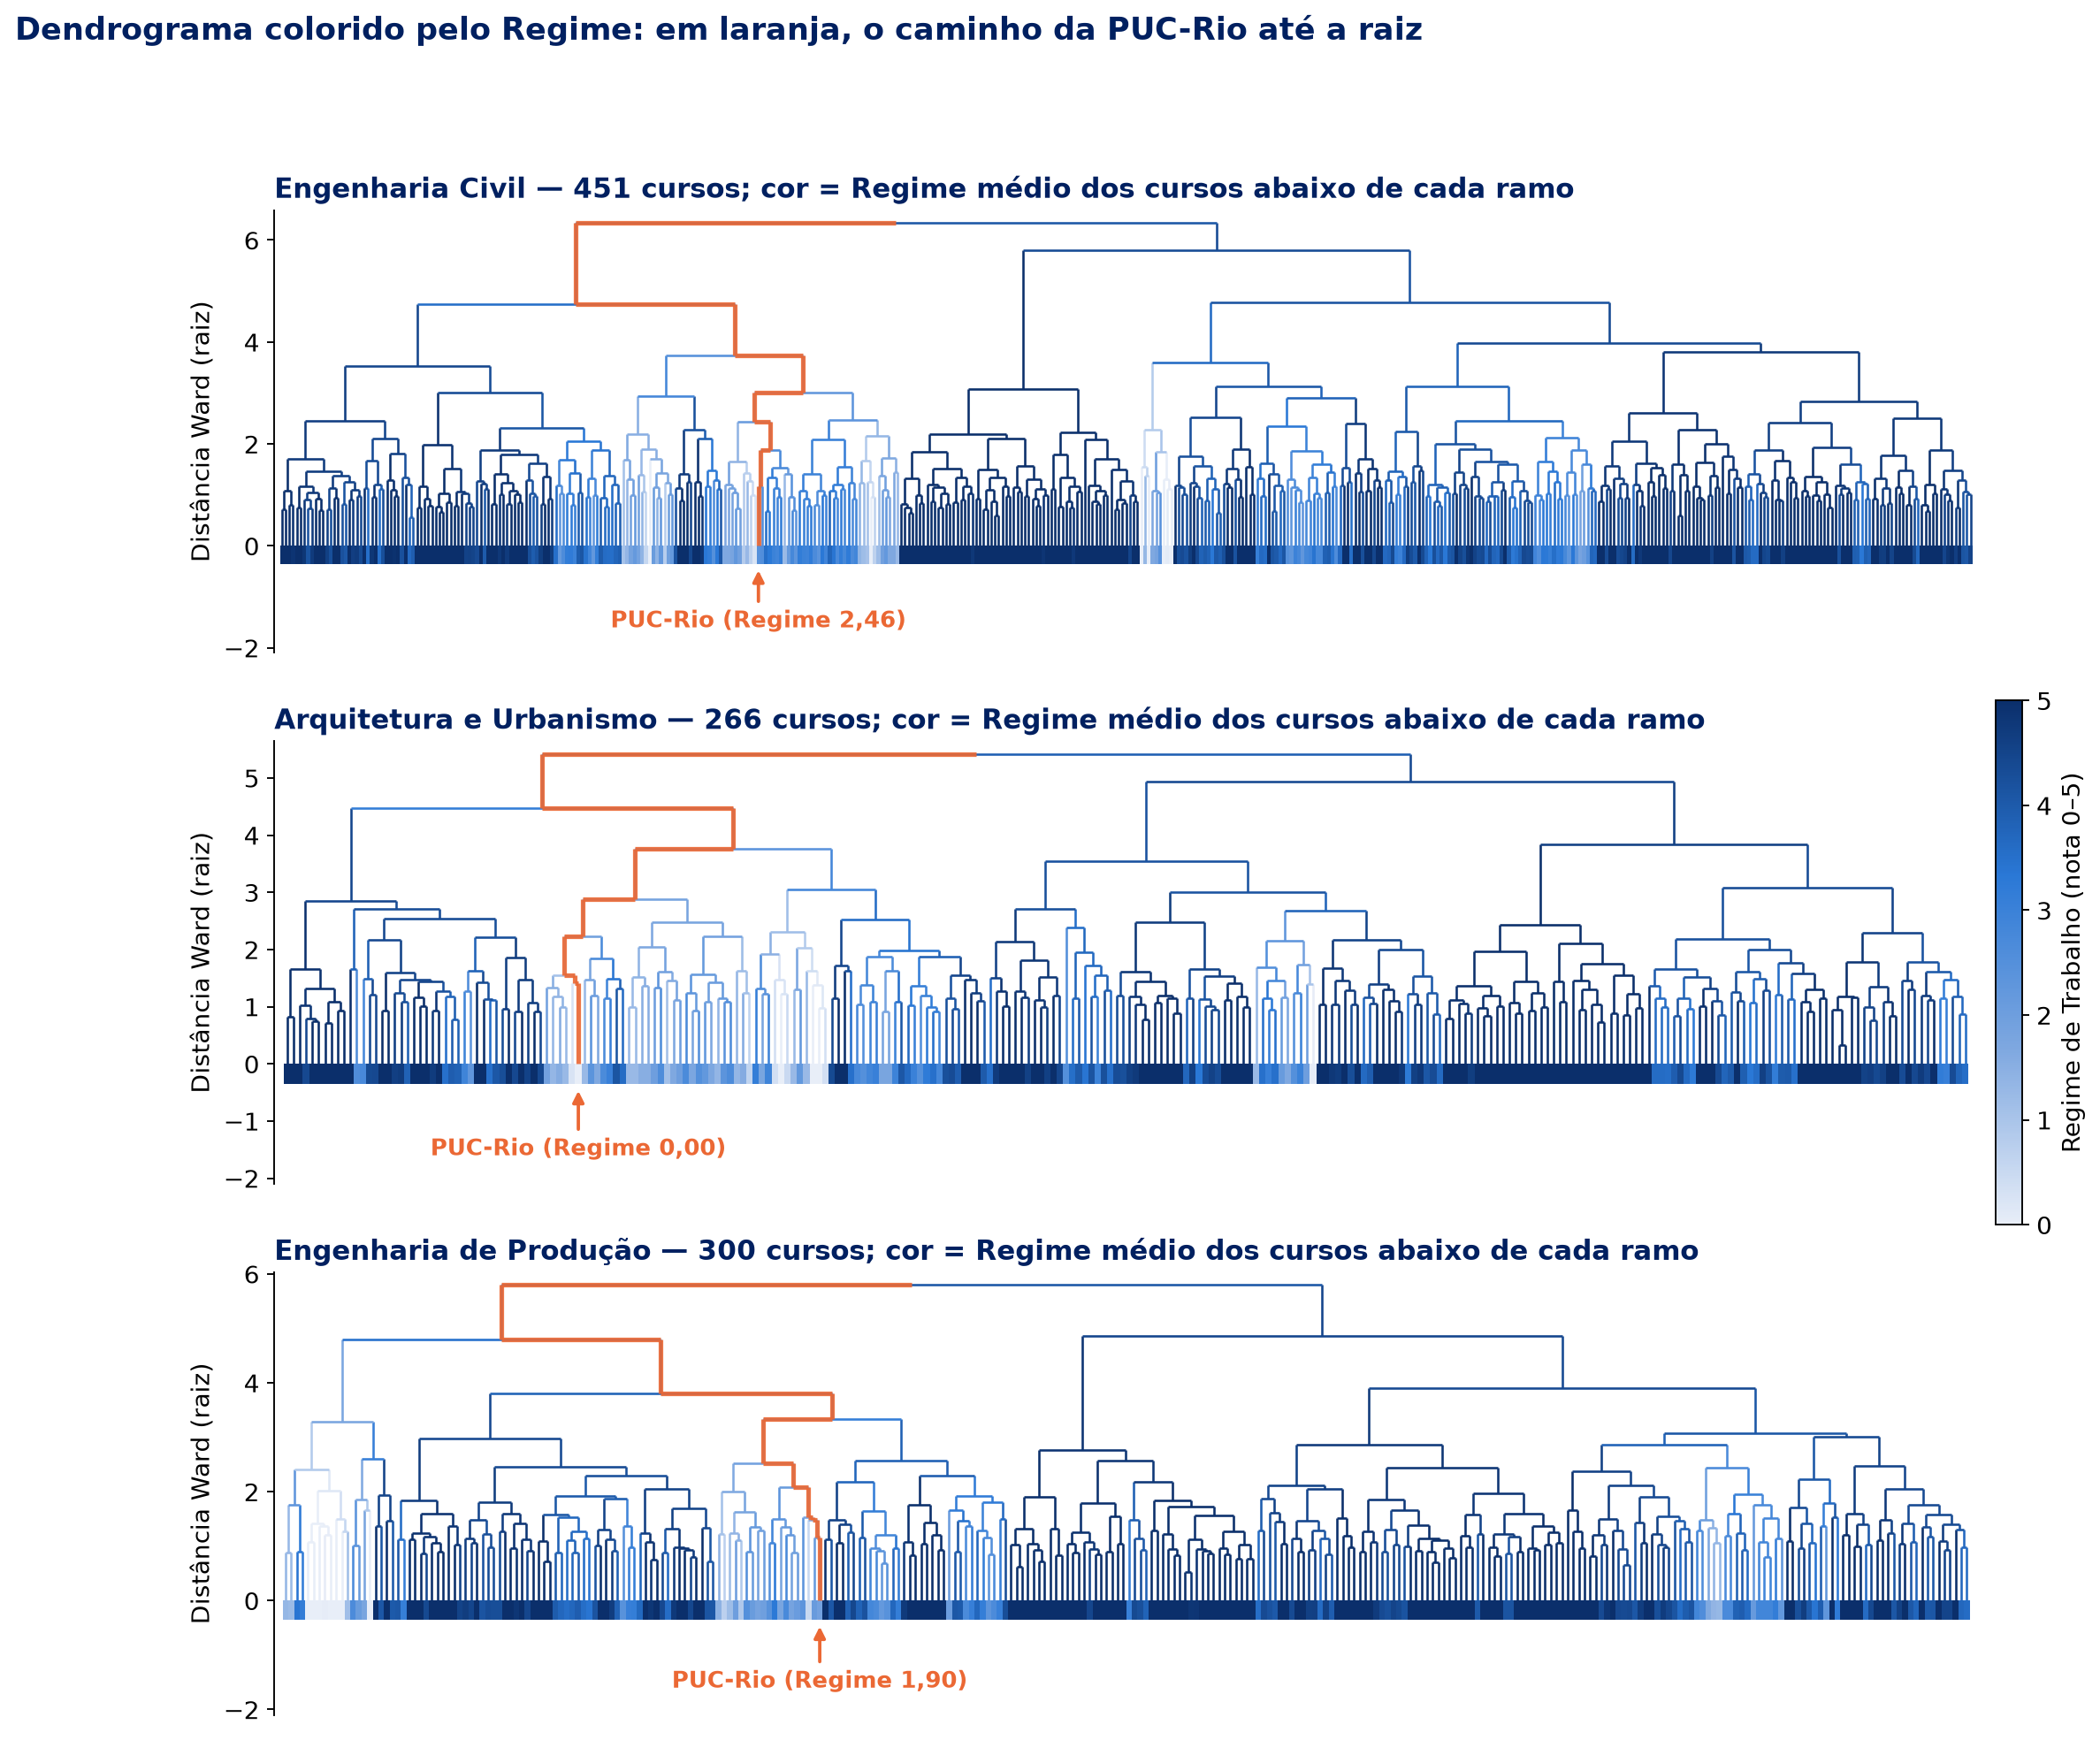 Dendrograma colorido pelo Regime: em laranja, o caminho da PUC-Rio até a raiz
Engenharia Civil — 451 cursos; cor = Regime médio dos cursos abaixo de cada ramo
Distância Ward (raiz)
6
4
2
0
−2
PUC-Rio (Regime 2,46)
Arquitetura e Urbanismo — 266 cursos; cor = Regime médio dos cursos abaixo de cada ramo
Distância Ward (raiz)
5
4
3
2
1
0
−1
−2
PUC-Rio (Regime 0,00)
5
4
3
2
1
0
Regime de Trabalho (nota 0–5)
Engenharia de Produção — 300 cursos; cor = Regime médio dos cursos abaixo de cada ramo
Distância Ward (raiz)
6
4
2
0
−2
PUC-Rio (Regime 1,90)